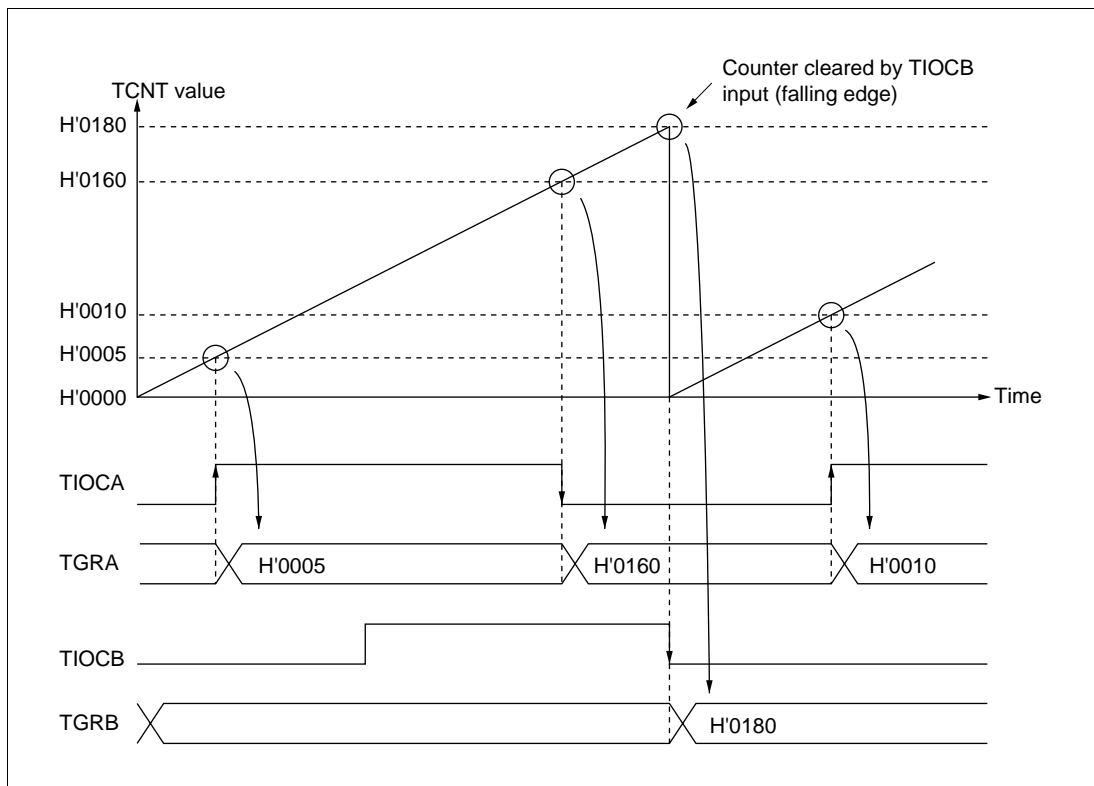 Counter cleared by TIOCB
input (falling edge)
TCNT value
H'0180
H'0160
H'0010
H'0005
H'0000
Time
TIOCA
TGRA
H'0005
H'0160
H'0010
TIOCB
TGRB
H'0180